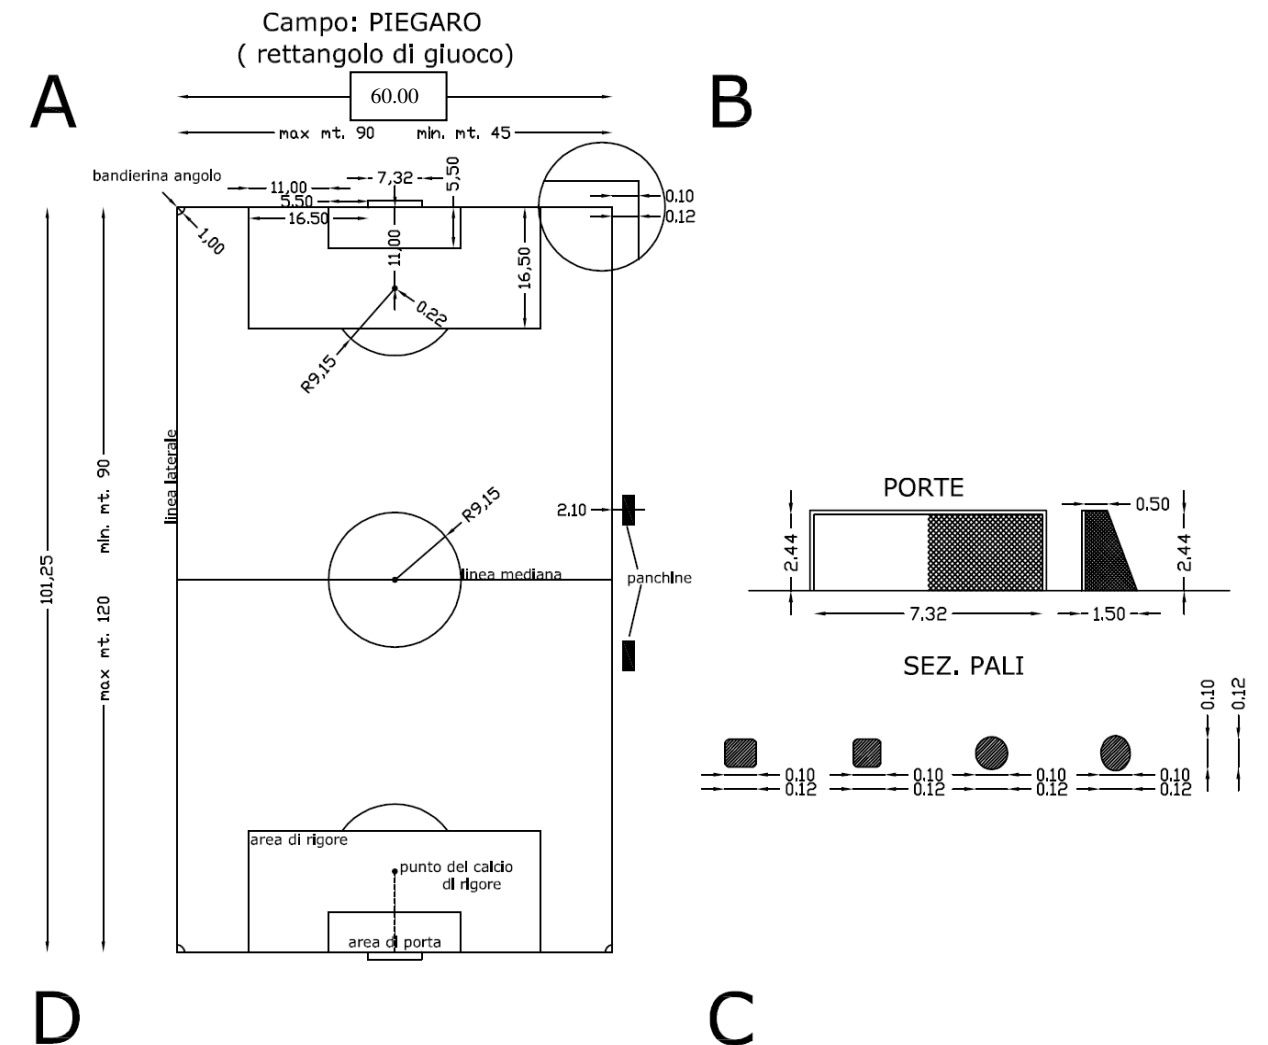 Campo: PIEGARO
( rettangolo di giuoco)
A
60.00
B
max mt. 90 min. mt. 45
bandierina angolo
7,32
5,50
11,00
5.50
16.50
0.10
0.12
1,00
11,00
16,50
0.22
R9,15
linea laterale
min. mt. 90
max mt. 120
101,25
R9,15
2.10
linea mediana
panchine
PORTE
0.50
2.44
2.44
7.32
1.50
SEZ. PALI
0.10
0.12
0.10 0.10 0.10 0.10
0.12 0.12 0.12 0.12
area di rigore
punto del calcio
di rigore
area di porta
D
C